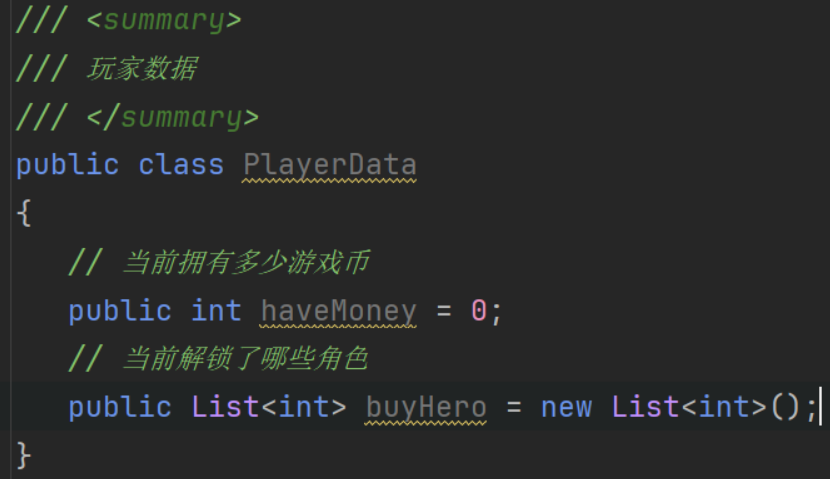 /// <summary>
/// 玩家数据
/// </summary>
public class PlayerData
{
// 当前拥有多少游戏币
public int haveMoney = 0;
// 当前解锁了哪些角色
public List<int> buyHero = new List<int>();
}